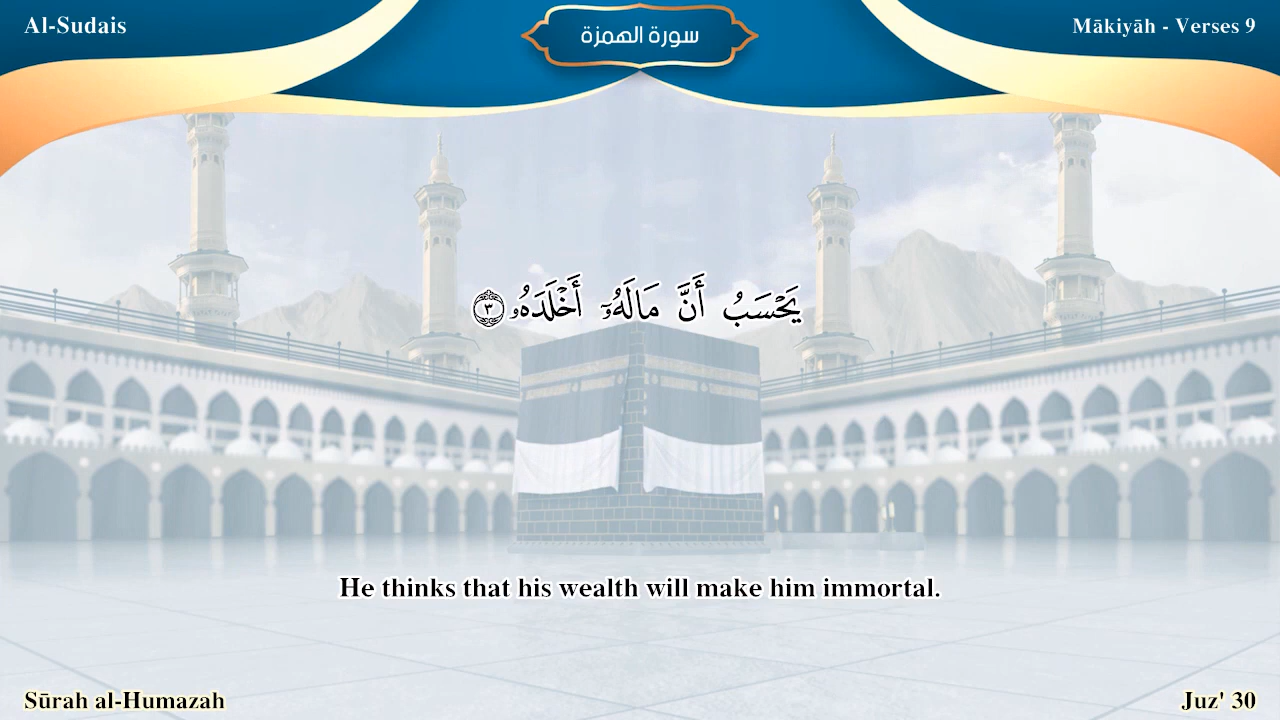 Al-Sudais
سورة الهمزة
Mākiyāh - Verses 9
يَحْسَبُ أَنَّ مَالَهُۥٓ أَخْلَدَهُۥ ٣
He thinks that his wealth will make him immortal.
Sūrah al-Humazah
Juz' 30